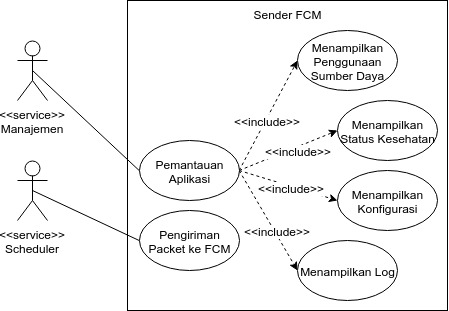 Sender FCM
Menampilkan
Penggunaan
Sumber Daya
<<service>>
Manajemen
<<include>>
Menampilkan
Status Kesehatan
<<include>>
Pemantauan
Aplikasi
<<include>>
Menampilkan
Konfigurasi
<<service>>
Scheduler
Pengiriman
Packet ke FCM
<<include>>
Menampilkan Log